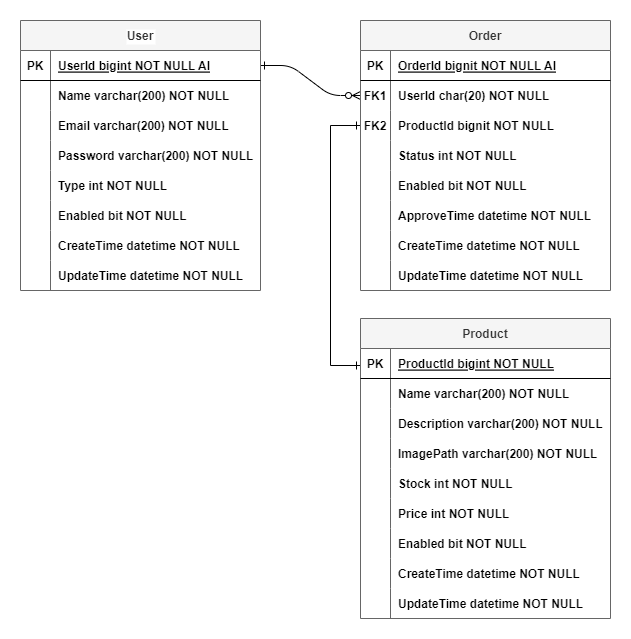 User
PK UserId bigint NOT NULL AI
Name varchar(200) NOT NULL
Email varchar(200) NOT NULL
Password varchar(200) NOT NULL
Type int NOT NULL
Enabled bit NOT NULL
CreateTime datetime NOT NULL
UpdateTime datetime NOT NULL
Order
PK OrderId bignit NOT NULL AI
FK1 UserId char(20) NOT NULL
FK2 ProductId bignit NOT NULL
Status int NOT NULL
Enabled bit NOT NULL
ApproveTime datetime NOT NULL
CreateTime datetime NOT NULL
UpdateTime datetime NOT NULL
Product
PK ProductId bigint NOT NULL
Name varchar(200) NOT NULL
Description varchar(200) NOT NULL
ImagePath varchar(200) NOT NULL
Stock int NOT NULL
Price int NOT NULL
Enabled bit NOT NULL
CreateTime datetime NOT NULL
UpdateTime datetime NOT NULL